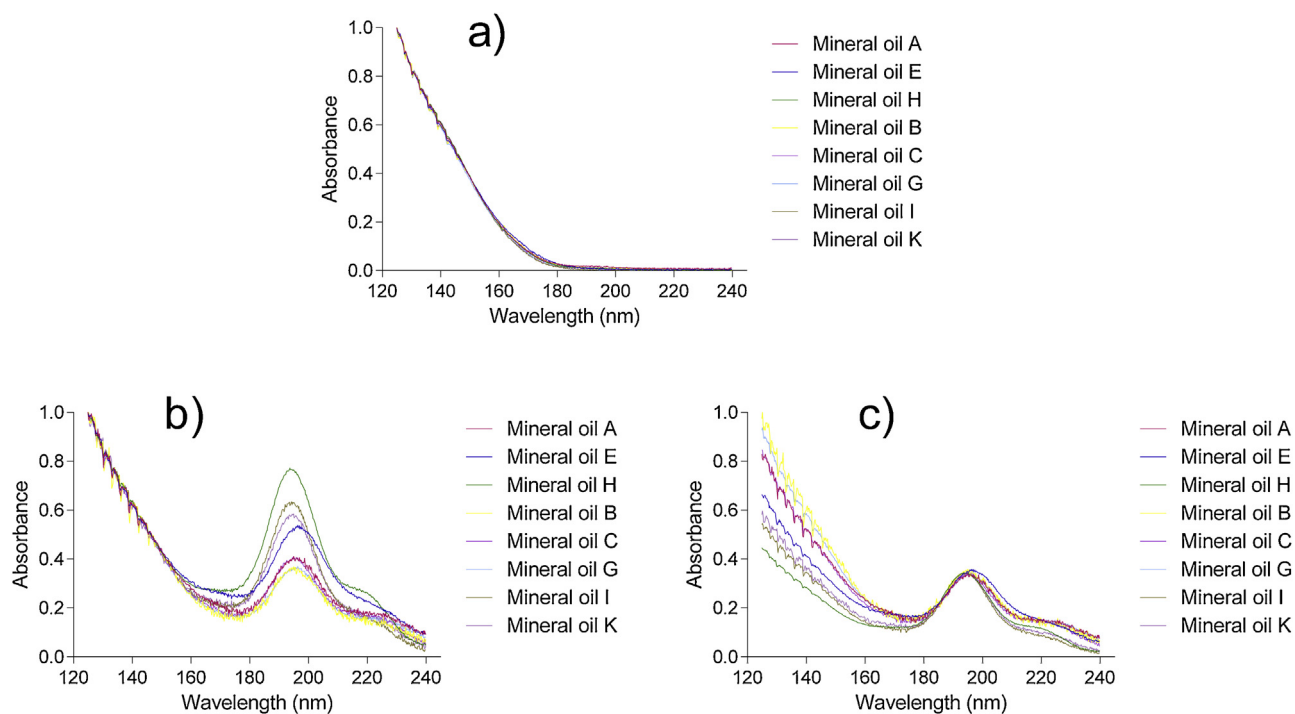 a)
Absorbance
1.0
0.8
0.6
0.4
0.2
0.0
120 140 160 180 200 220 240
Wavelength (nm)
Mineral oil A
Mineral oil E
Mineral oil H
Mineral oil B
Mineral oil C
Mineral oil G
Mineral oil I
Mineral oil K
b)
Absorbance
1.0
0.8
0.6
0.4
0.2
0.0
120 140 160 180 200 220 240
Wavelength (nm)
Mineral oil A
Mineral oil E
Mineral oil H
Mineral oil B
Mineral oil C
Mineral oil G
Mineral oil I
Mineral oil K
c)
Absorbance
1.0
0.8
0.6
0.4
0.2
0.0
120 140 160 180 200 220 240
Wavelength (nm)
Mineral oil A
Mineral oil E
Mineral oil H
Mineral oil B
Mineral oil C
Mineral oil G
Mineral oil I
Mineral oil K